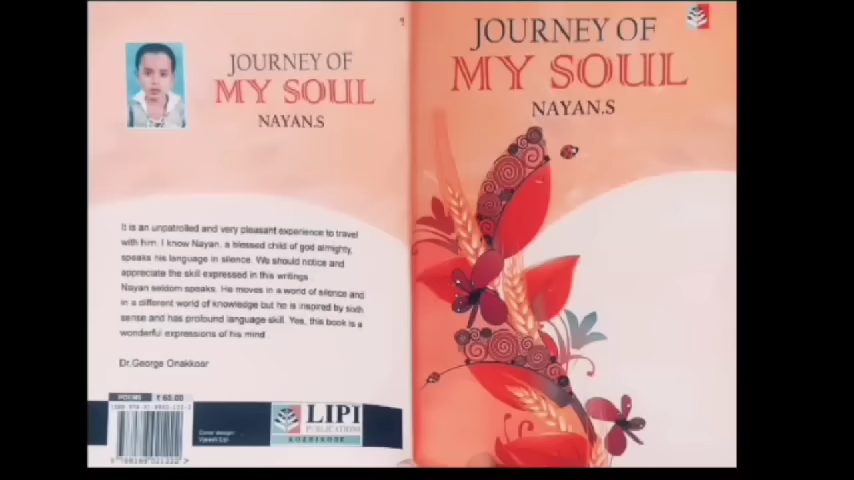 JOURNEY OF
MY SOUL
NAYAN.S
It is an unpatrolled and very pleasant experience to travel
with him. I know Nayan, a blessed child of god almighty,
speaks his language in silence. We should notice and
appreciate the skill expressed in this writings
Nayan seldom speaks. He moves in a world of silence and
in a different world of knowledge but he is inspired by sixth
sense and has profound language skill. Yes, this book is a
wonderful expressions of his mind
Dr.George Onakkoor
POEMS ₹ 60.00
Cover design:
LIPI
PUBLICATIONS
KOZHIKODE
JOURNEY OF
MY SOUL
NAYAN.S